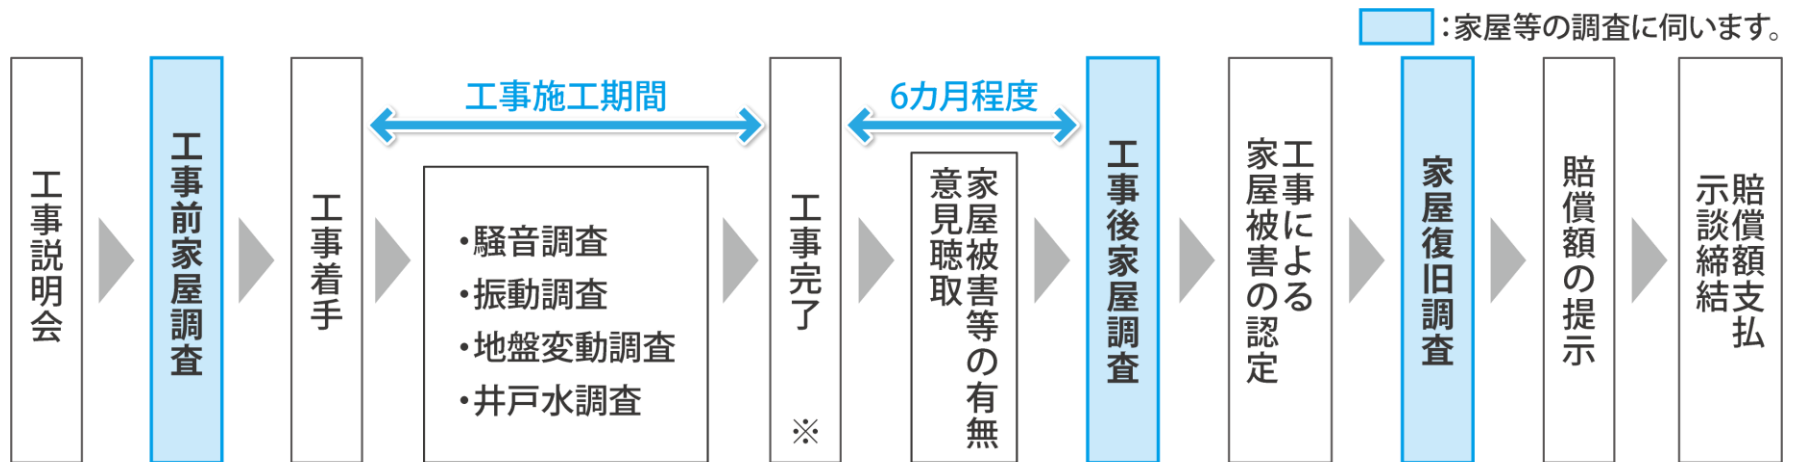 :家屋等の調査に伺います。
工事説明会
工事前家屋調査
工事着手
工事施工期間
・騒音調査
・振動調査
・地盤変動調査
・井戸水調査
工事完了
※
6カ月程度
家屋被害等の有無
意見聴取
工事後家屋調査
工事による
家屋被害の認定
家屋復旧調査
賠償額の提示
賠償額支払
示談締結